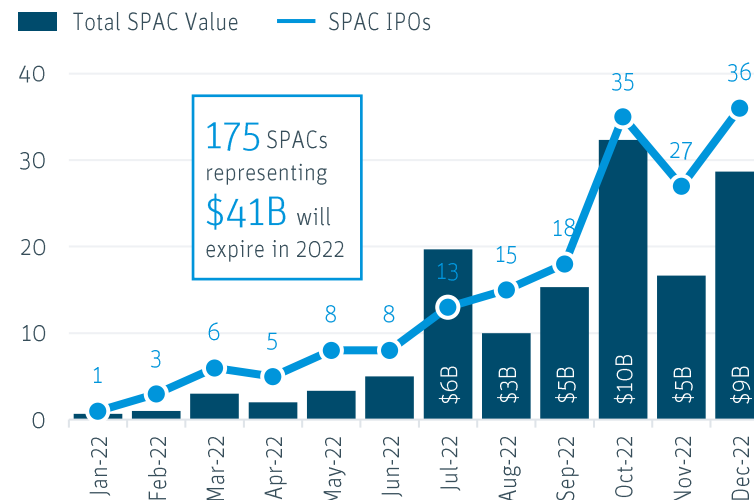 Total SPAC Value SPAC IPOs
40
30
20
10
0
175 SPACs
representing
$41B will
expire in 2022
1
3
6
5
8
8
13
15
18
35
27
36
$6B
$3B
$5B
$10B
$5B
$9B
Jan-22
Feb-22
Mar-22
Apr-22
May-22
Jun-22
Jul-22
Aug-22
Sep-22
Oct-22
Nov-22
Dec-22